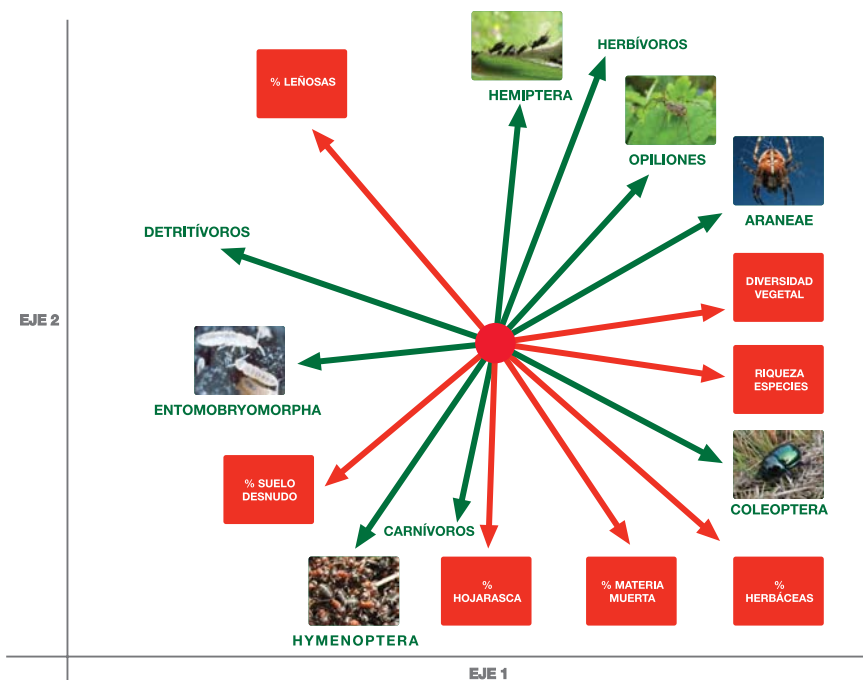 HERBÍVOROS
% LEÑOSAS
HEMIPTERA
OPILIONES
ARANEAE
DETRITÍVOROS
DIVERSIDAD
VEGETAL
EJE 2
RIQUEZA
ESPECÍES
ENTOMOBRYOMORPHA
% SUELO
DESNUDO
COLEOPTERA
CARNÍVOROS
%
HOJARASCA
% MATERIA
MUERTA
%
HERBÁCEAS
HYMENOPTERA
EJE 1